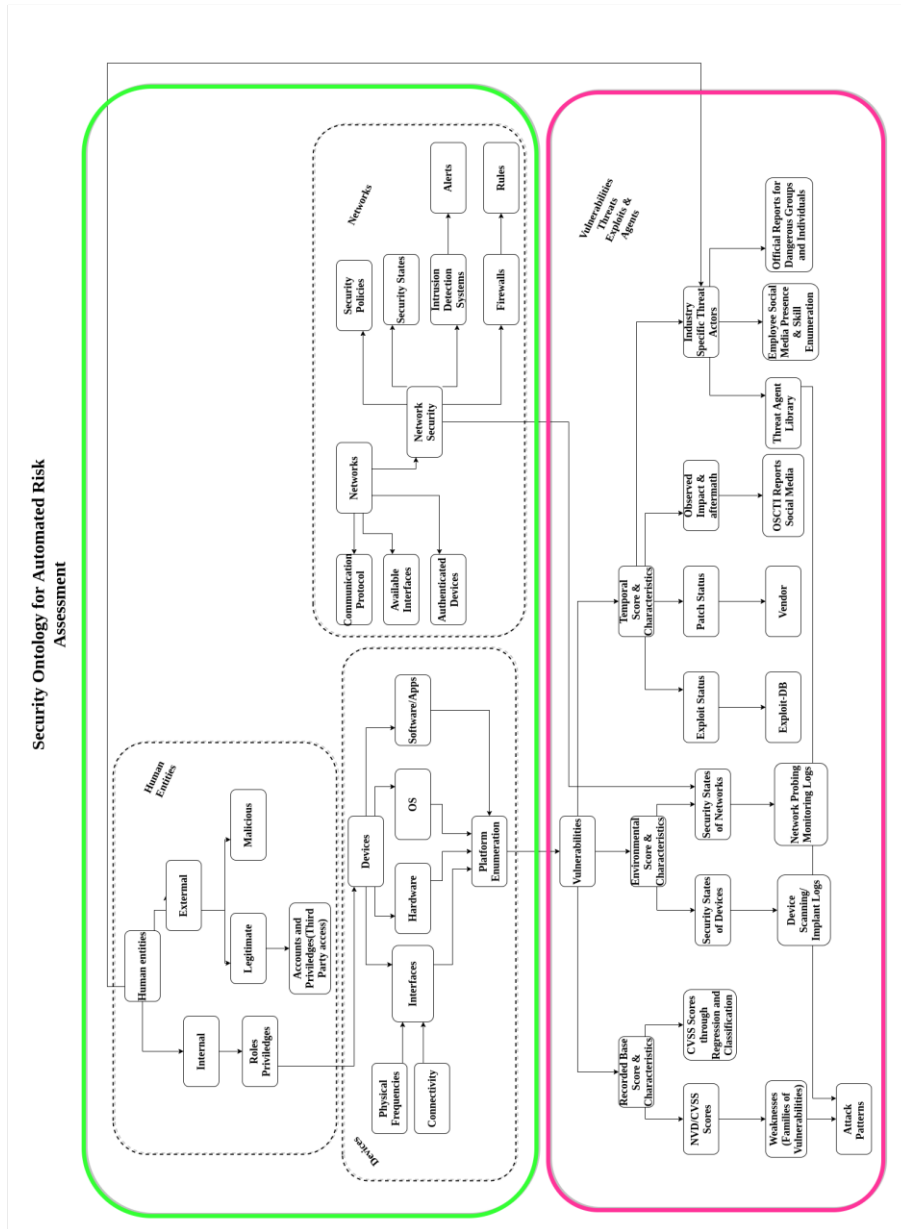 Security Ontology for Automated Risk
Assessment
Human
Entities
Human entities
Internal
External
Roles
Priviledges
Legitimate
Malicious
Accounts and
Priviledges(Third
Party access)
Devices
Devices
Physical
Frequencies
Connectivity
Interfaces
Hardware
OS
Software/Apps
Platform
Enumeration
Networks
Networks
Communication
Protocol
Available
Interfaces
Authenticated
Devices
Network
Security
Security
Policies
Security States
Intrusion
Detection
Systems
Firewalls
Alerts
Rules
Vulnerabilities
Threats
Exploits &
Agents
Vulnerabilities
Recorded Base
Score &
Characteristics
Environmental
Score &
Characteristics
Temporal
Score &
Characteristics
NVD/CVSS
Scores
CVSS Scores
through
Regression and
Classification
Security States
of Devices
Security States
of Networks
Exploit Status
Patch Status
Observed
Impact &
aftermath
Industry
Specific Threat
Actors
Weaknesses
(Families of
Vulnerabilities)
Device
Scanning/
Implant Logs
Network Probing
Monitoring Logs
Exploit-DB
Vendor
OSCTI Reports
Social Media
Threat Agent
Library
Employee Social
Media Presence
& Skill
Enumeration
Official Reports for
Dangerous Groups
and Individuals
Attack
Patterns